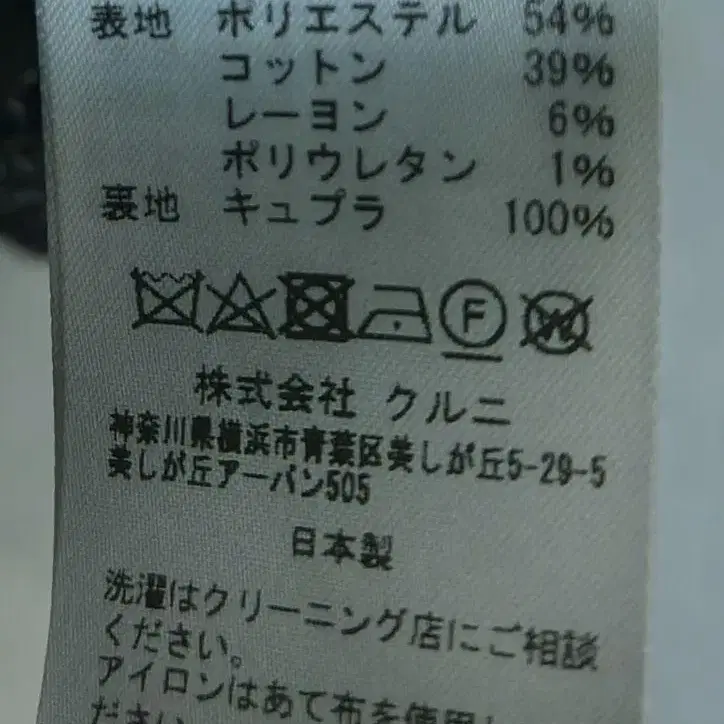 表地 ポリエステル 54%
コットン 39%
レーヨン 6%
ポリウレタン 1%
裏地 キュプラ 100%
F W
株式会社 クルニ
神奈川県横浜市青葉区美しが丘5-29-5
美しが丘アーバン505
日本製
洗濯はクリーニング店にご相談
ください。
アイロンはあて布を使用し
ださい